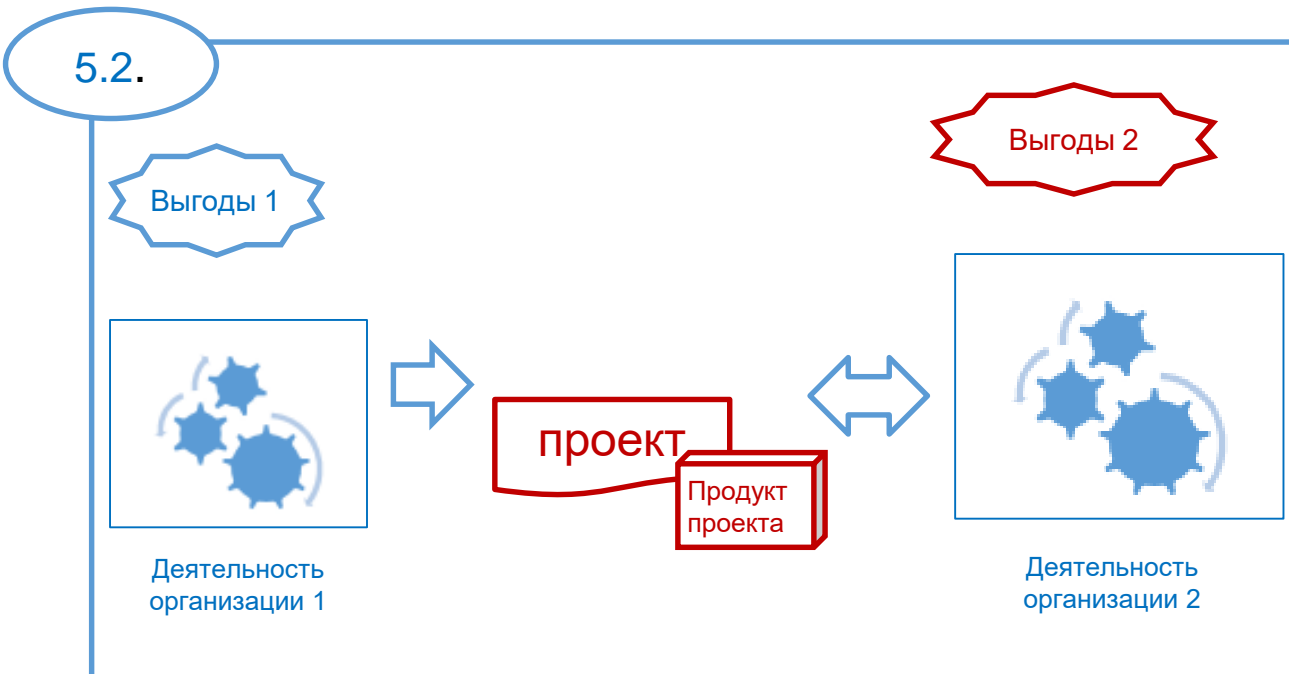 5.2.
Выгоды 2
Выгоды 1
проект
Продукт
проекта
Деятельность
организации 1
Деятельность
организации 2